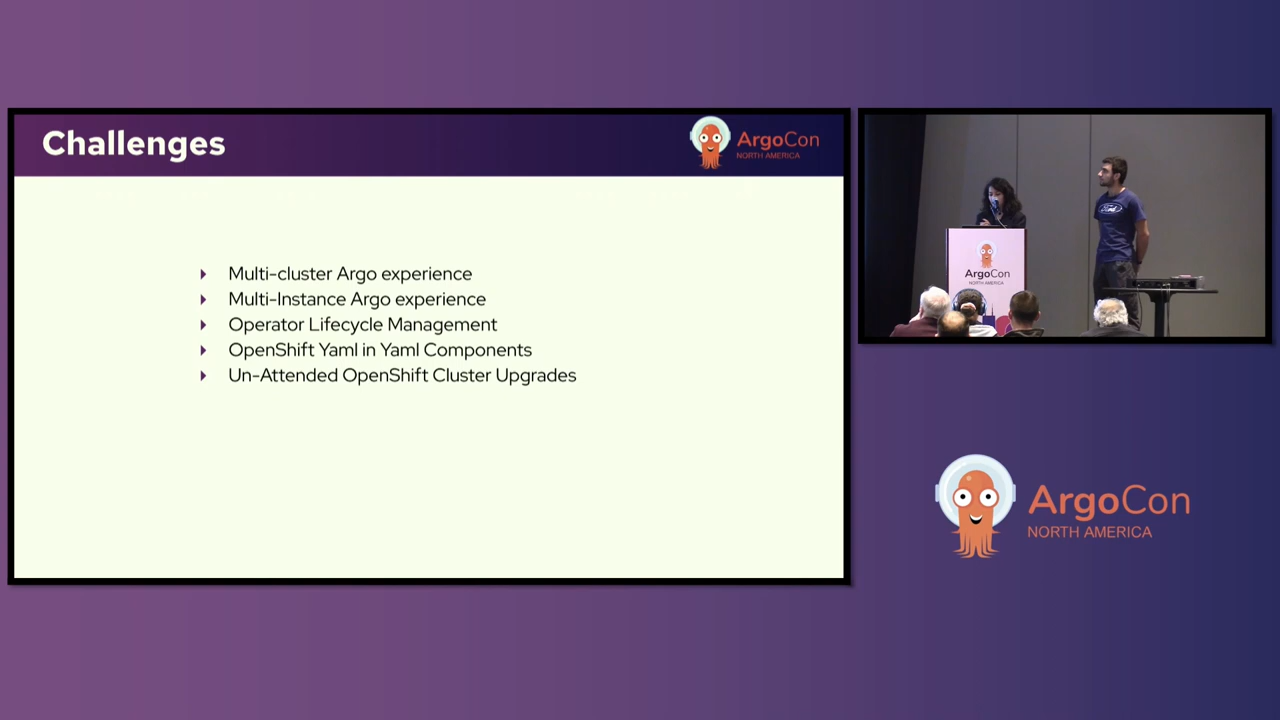 Challenges
ArgoCon
NORTH AMERICA
Multi-cluster Argo experience
Multi-Instance Argo experience
Operator Lifecycle Management
OpenShift Yaml in Yaml Components
Un-Attended OpenShift Cluster Upgrades
Ford
ArgoCon
NORTH AMERICA
ArgoCon
NORTH AMERICA